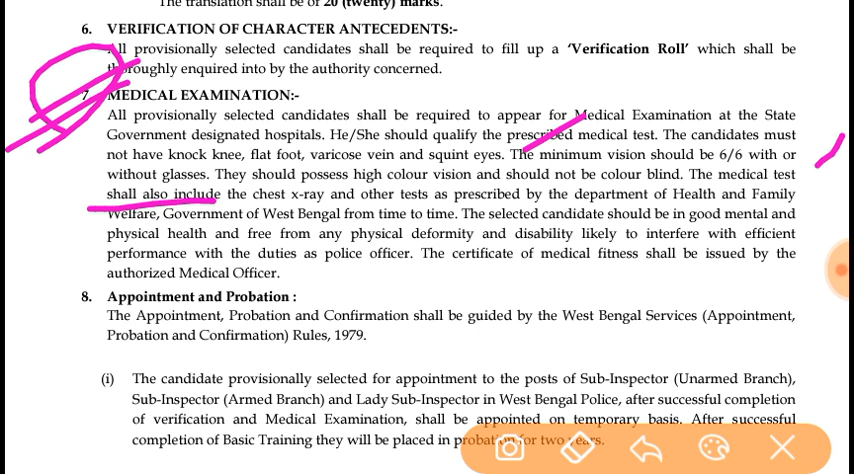 The translation shall be of 20 (twenty) marks.
6. VERIFICATION OF CHARACTER ANTECEDENTS:-
All provisionally selected candidates shall be required to fill up a ‘Verification Roll’ which shall be
thoroughly enquired into by the authority concerned.
7. MEDICAL EXAMINATION:-
All provisionally selected candidates shall be required to appear for Medical Examination at the State
Government designated hospitals. He/She should qualify the prescribed medical test. The candidates must
not have knock knee, flat foot, varicose vein and squint eyes. The minimum vision should be 6/6 with or
without glasses. They should possess high colour vision and should not be colour blind. The medical test
shall also include the chest x-ray and other tests as prescribed by the department of Health and Family
Welfare, Government of West Bengal from time to time. The selected candidate should be in good mental and
physical health and free from any physical deformity and disability likely to interfere with efficient
performance with the duties as police officer. The certificate of medical fitness shall be issued by the
authorized Medical Officer.
8. Appointment and Probation :
The Appointment, Probation and Confirmation shall be guided by the West Bengal Services (Appointment,
Probation and Confirmation) Rules, 1979.
(i) The candidate provisionally selected for appointment to the posts of Sub-Inspector (Unarmed Branch),
Sub-Inspector (Armed Branch) and Lady Sub-Inspector in West Bengal Police, after successful completion
of verification and Medical Examination, shall be appointed on temporary basis. After successful
completion of Basic Training they will be placed in probation for two years.